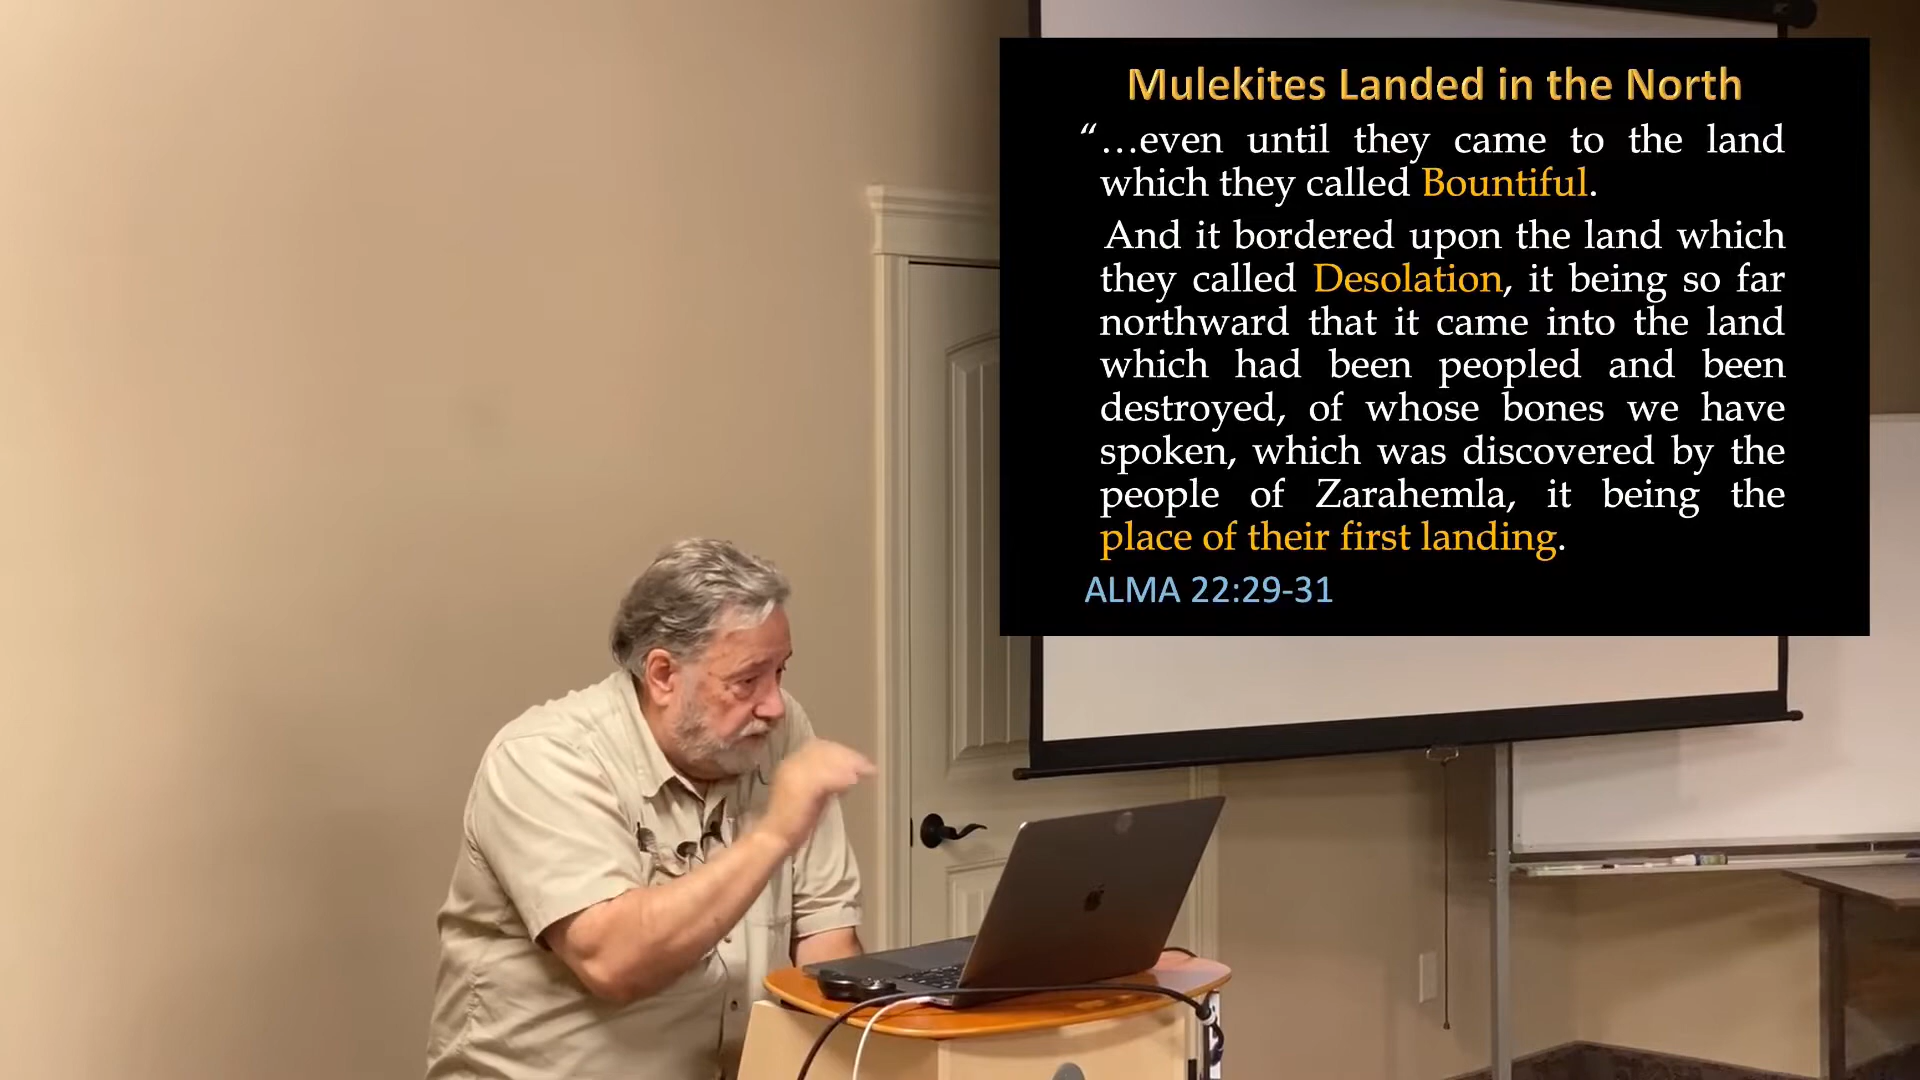 Mulekites Landed in the North
“…even until they came to the land
which they called Bountiful.
And it bordered upon the land which
they called Desolation, it being so far
northward that it came into the land
which had been peopled and been
destroyed, of whose bones we have
spoken, which was discovered by the
people of Zarahemla, it being the
place of their first landing.
ALMA 22:29-31